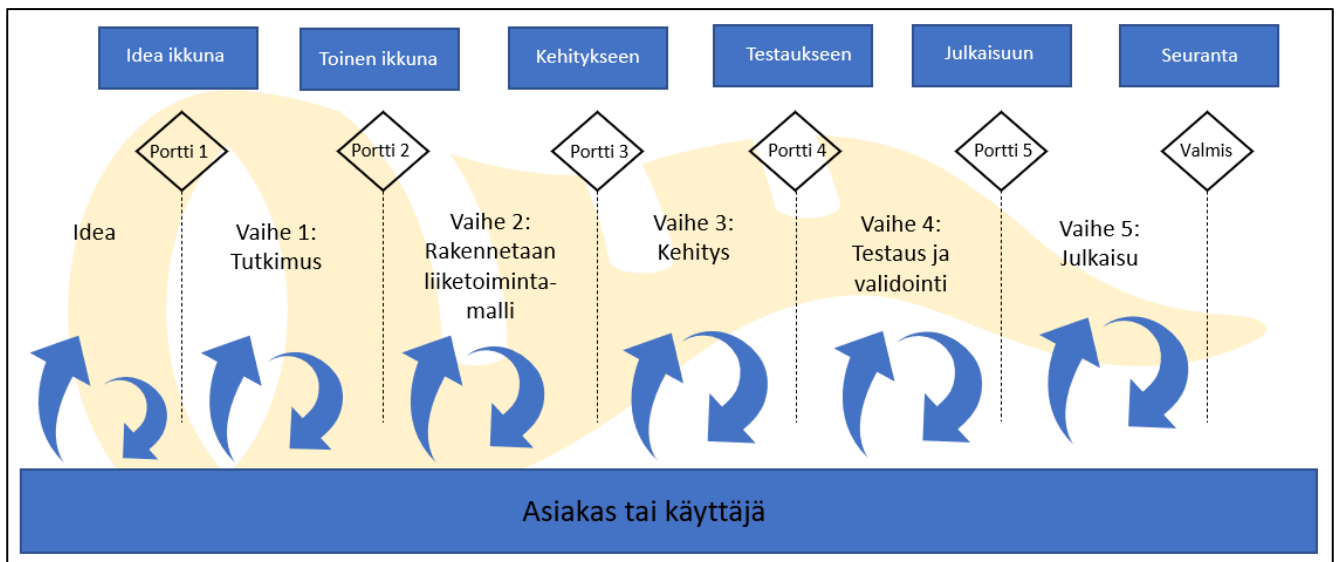 Idea ikkuna
Toinen ikkuna
Kehitykseen
Testaukseen
Julkaisuun
Seuranta
Portti 1
Portti 2
Portti 3
Portti 4
Portti 5
Valmis
Idea
Vaihe 1:
Tutkimus
Vaihe 2:
Rakennetaan
liiketoiminta-
malli
Vaihe 3:
Kehitys
Vaihe 4:
Testaus ja
validointi
Vaihe 5:
Julkaisu
Asiakas tai käyttäjä